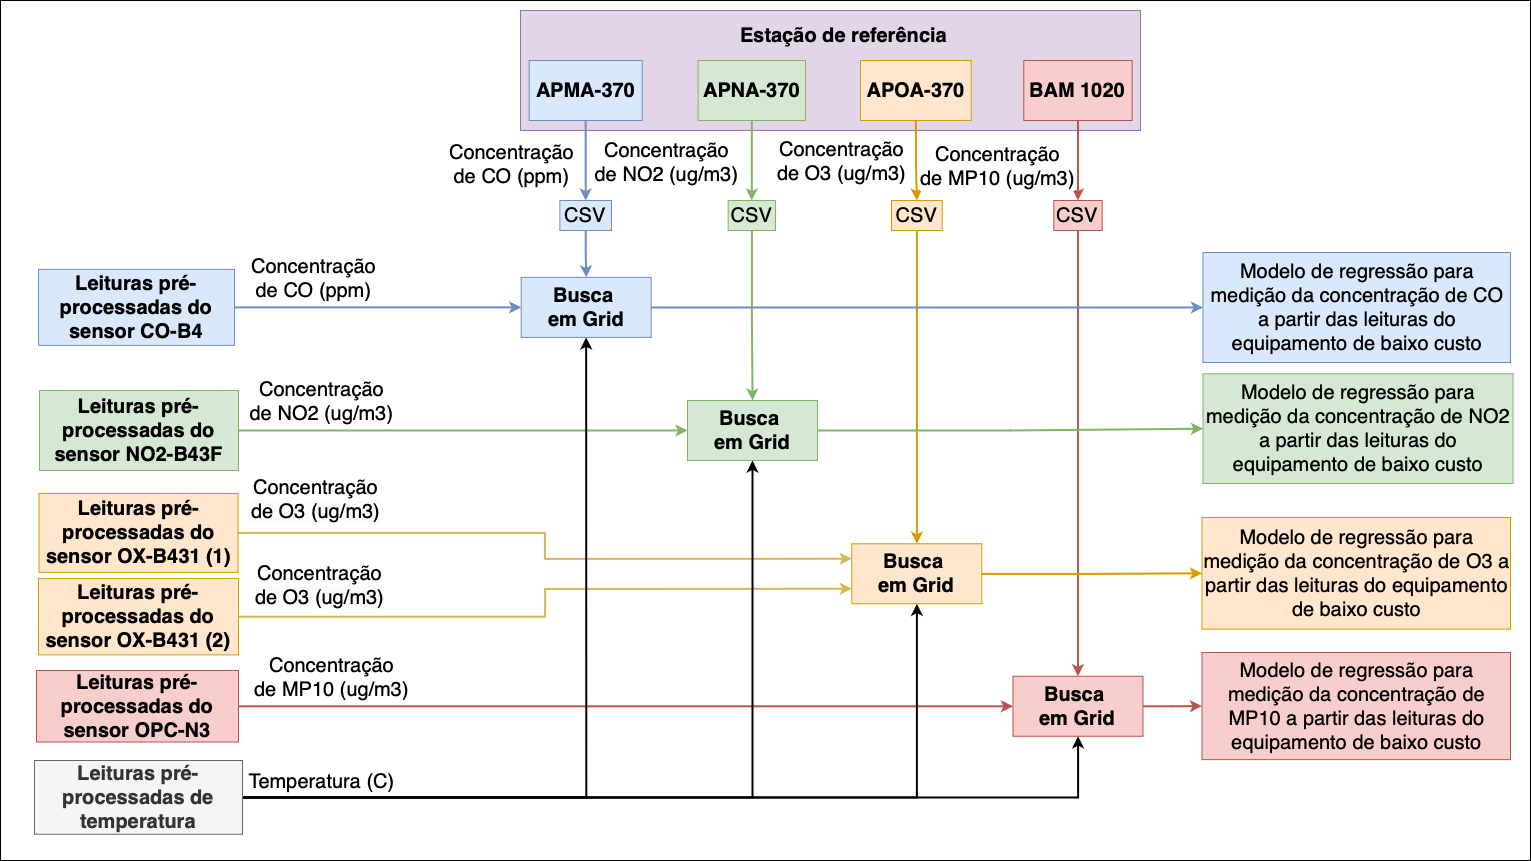 Estação de referência
APMA-370
APNA-370
APOA-370
BAM 1020
Concentração
de CO (ppm)
Concentração
de NO2 (ug/m3)
Concentração
de O3 (ug/m3)
Concentração
de MP10 (ug/m3)
CSV
CSV
CSV
CSV
Leituras pré-
processadas do
sensor CO-B4
Concentração
de CO (ppm)
Busca
em Grid
Modelo de regressão para
medição da concentração de CO
a partir das leituras do
equipamento de baixo custo
Leituras pré-
processadas do
sensor NO2-B43F
Concentração
de NO2 (ug/m3)
Busca
em Grid
Modelo de regressão para
medição da concentração de NO2
a partir das leituras do
equipamento de baixo custo
Leituras pré-
processadas do
sensor OX-B431 (1)
Concentração
de O3 (ug/m3)
Leituras pré-
processadas do
sensor OX-B431 (2)
Concentração
de O3 (ug/m3)
Busca
em Grid
Modelo de regressão para
medição da concentração de O3 a
partir das leituras do equipamento
de baixo custo
Leituras pré-
processadas do
sensor OPC-N3
Concentração
de MP10 (ug/m3)
Busca
em Grid
Modelo de regressão para
medição da concentração de
MP10 a partir das leituras do
equipamento de baixo custo
Leituras pré-
processadas de
temperatura
Temperatura (C)